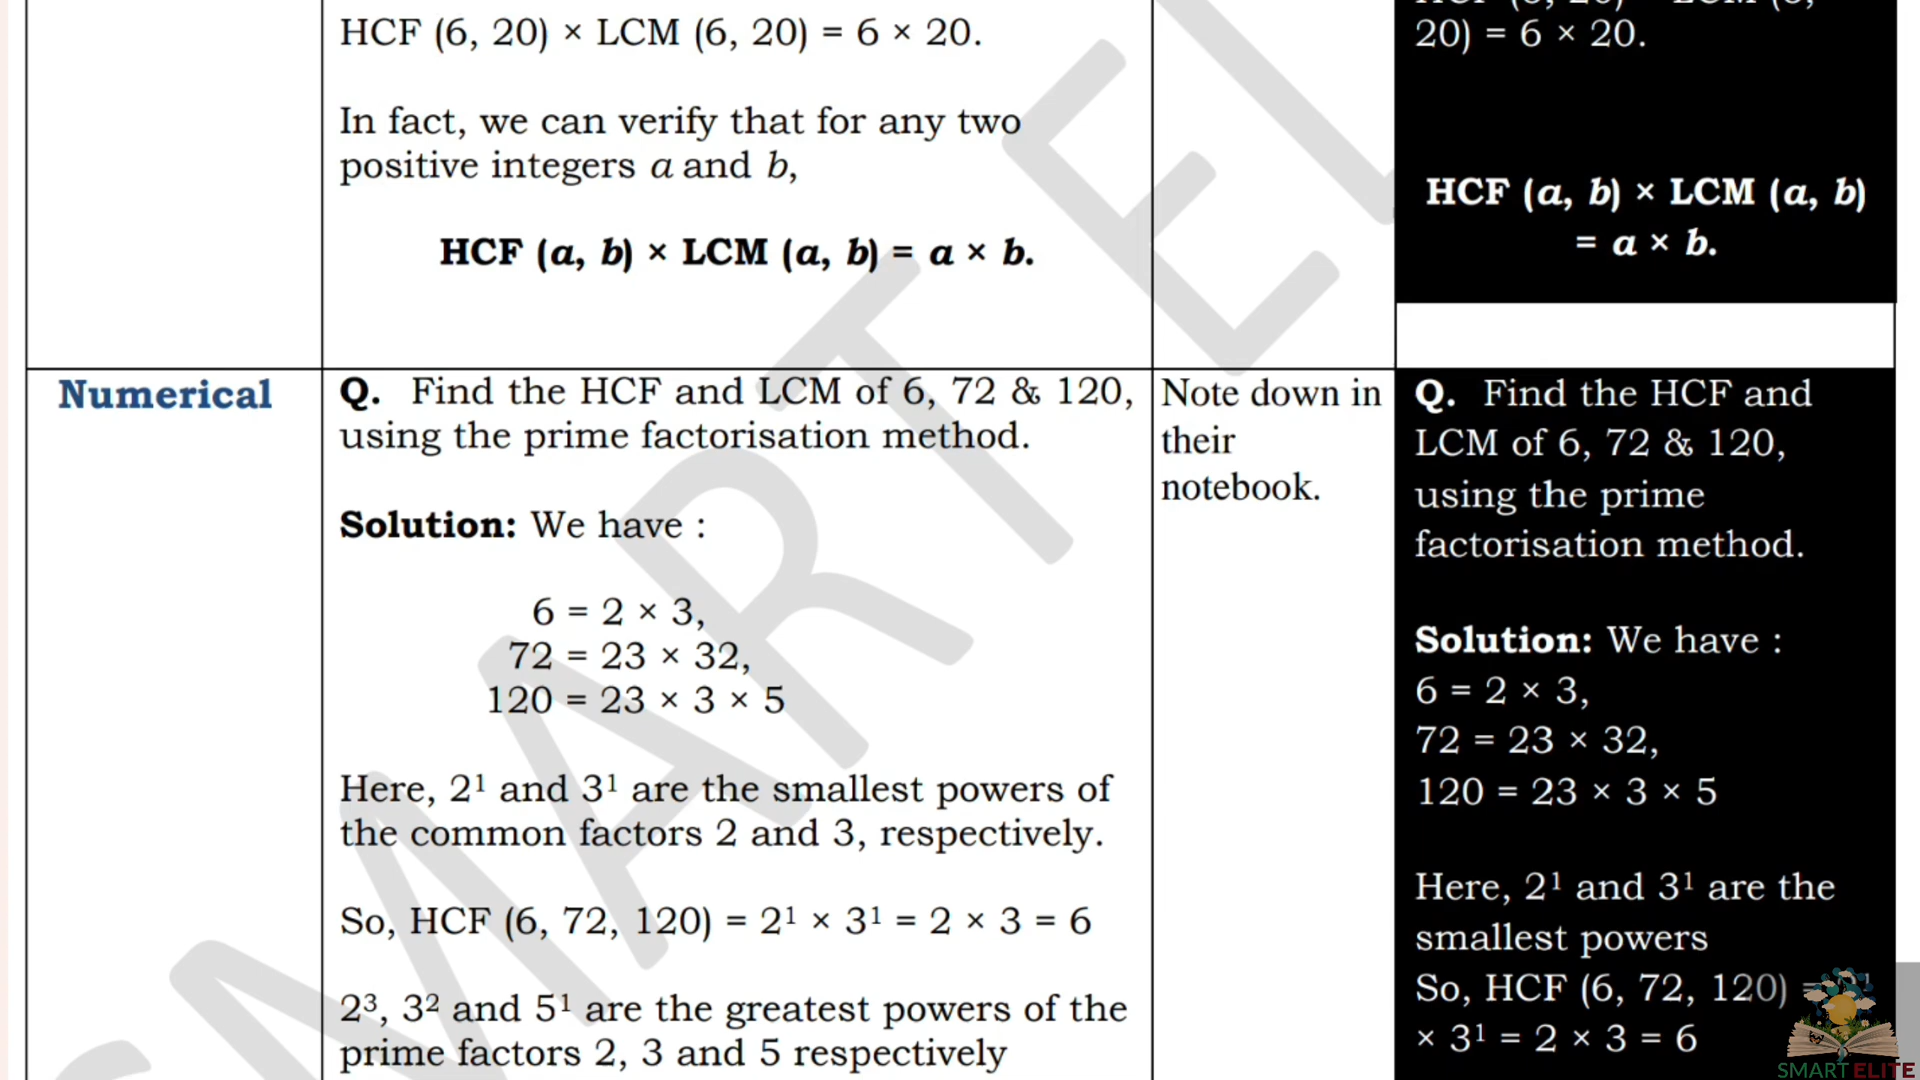 HCF (6, 20) × LCM (6, 20) = 6 × 20.
In fact, we can verify that for any two
positive integers a and b,
HCF (a, b) × LCM (a, b) = a × b.
20) = 6 × 20.
HCF (a, b) × LCM (a, b)
= a × b.
Numerical
Q. Find the HCF and LCM of 6, 72 & 120,
using the prime factorisation method.
Solution: We have :
6 = 2 × 3,
72 = 23 × 32,
120 = 23 × 3 × 5
Here, 2¹ and 3¹ are the smallest powers of
the common factors 2 and 3, respectively.
So, HCF (6, 72, 120) = 2¹ × 3¹ = 2 × 3 = 6
2³, 3² and 5¹ are the greatest powers of the
prime factors 2, 3 and 5 respectively
Note down in
their
notebook.
Q. Find the HCF and
LCM of 6, 72 & 120,
using the prime
factorisation method.
Solution: We have :
6 = 2 × 3,
72 = 23 × 32,
120 = 23 × 3 × 5
Here, 2¹ and 3¹ are the
smallest powers
So, HCF (6, 72, 120) =
× 3¹ = 2 × 3 = 6
SMART ELITE